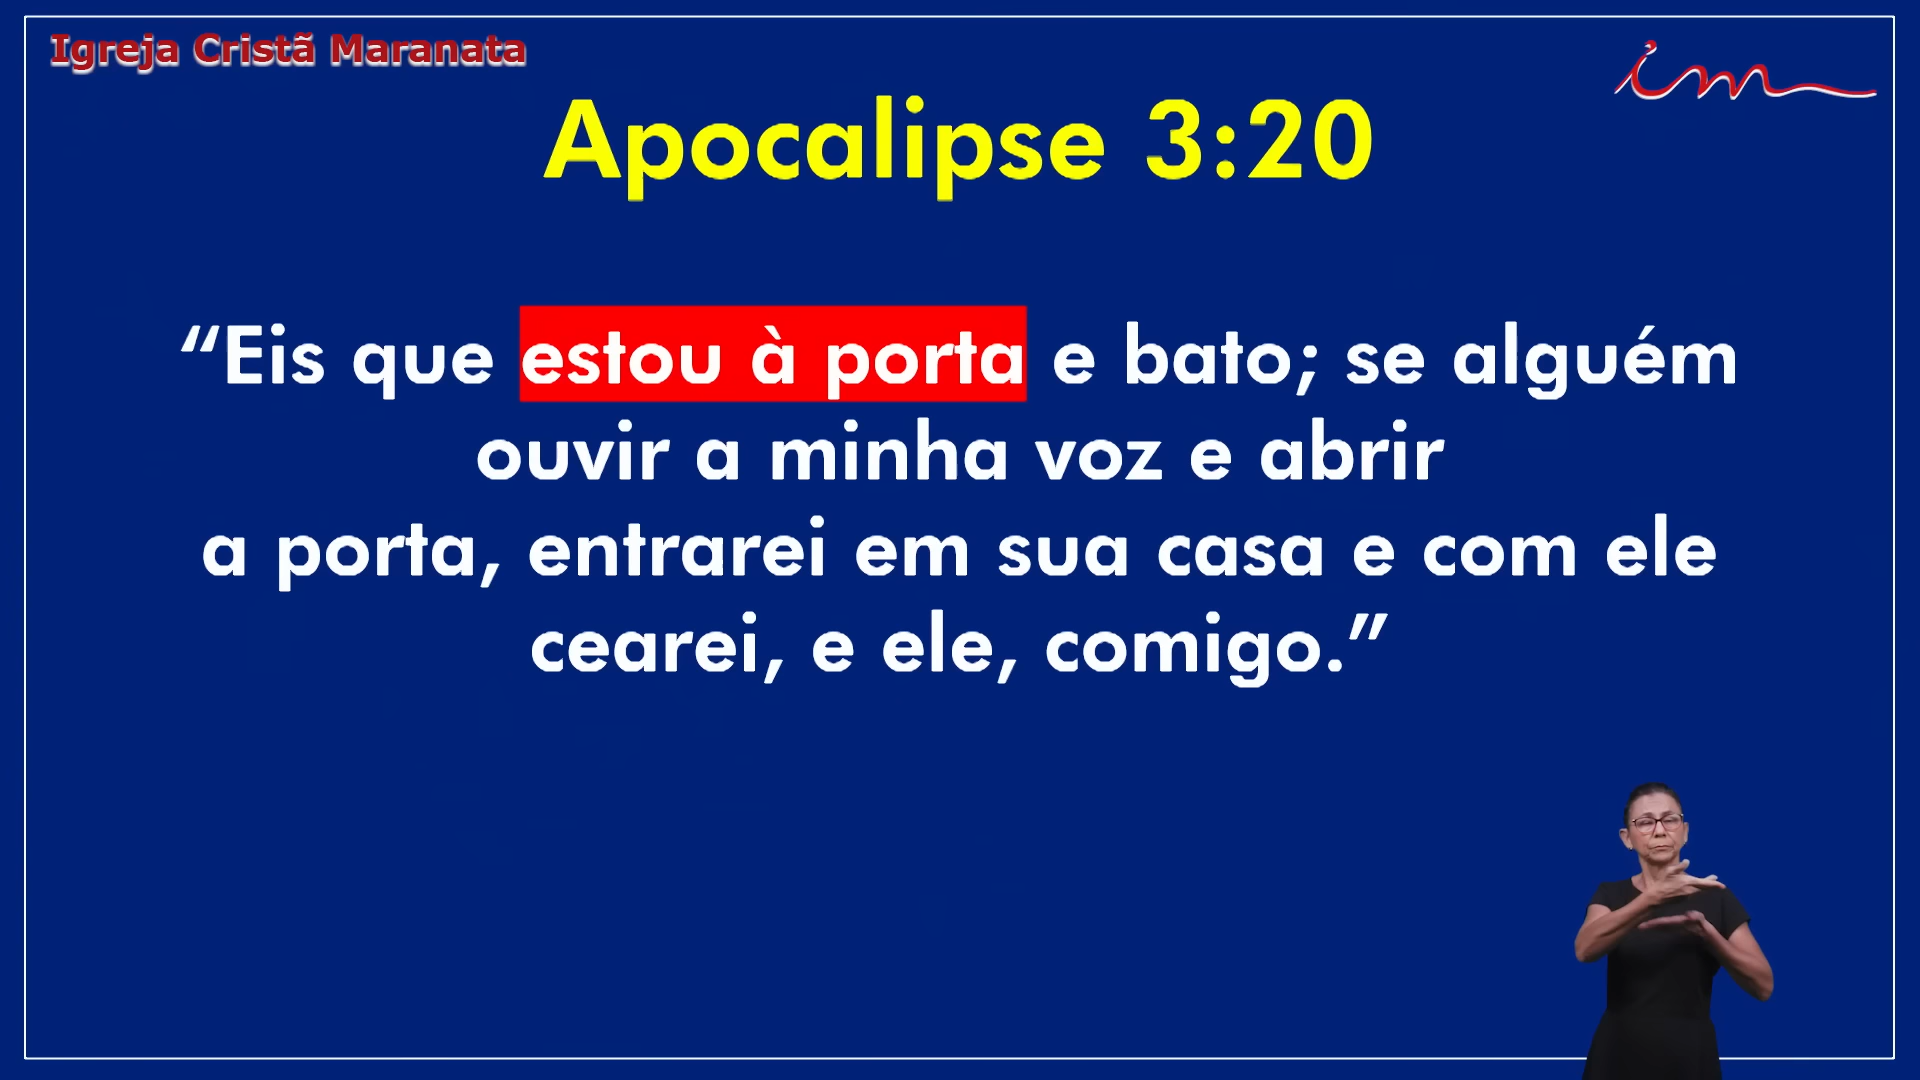 Igreja Cristã Maranata
im
Apocalipse 3:20
“Eis que estou à porta e bato; se alguém
ouvir a minha voz e abrir
a porta, entrarei em sua casa e com ele
cearei, e ele, comigo.”